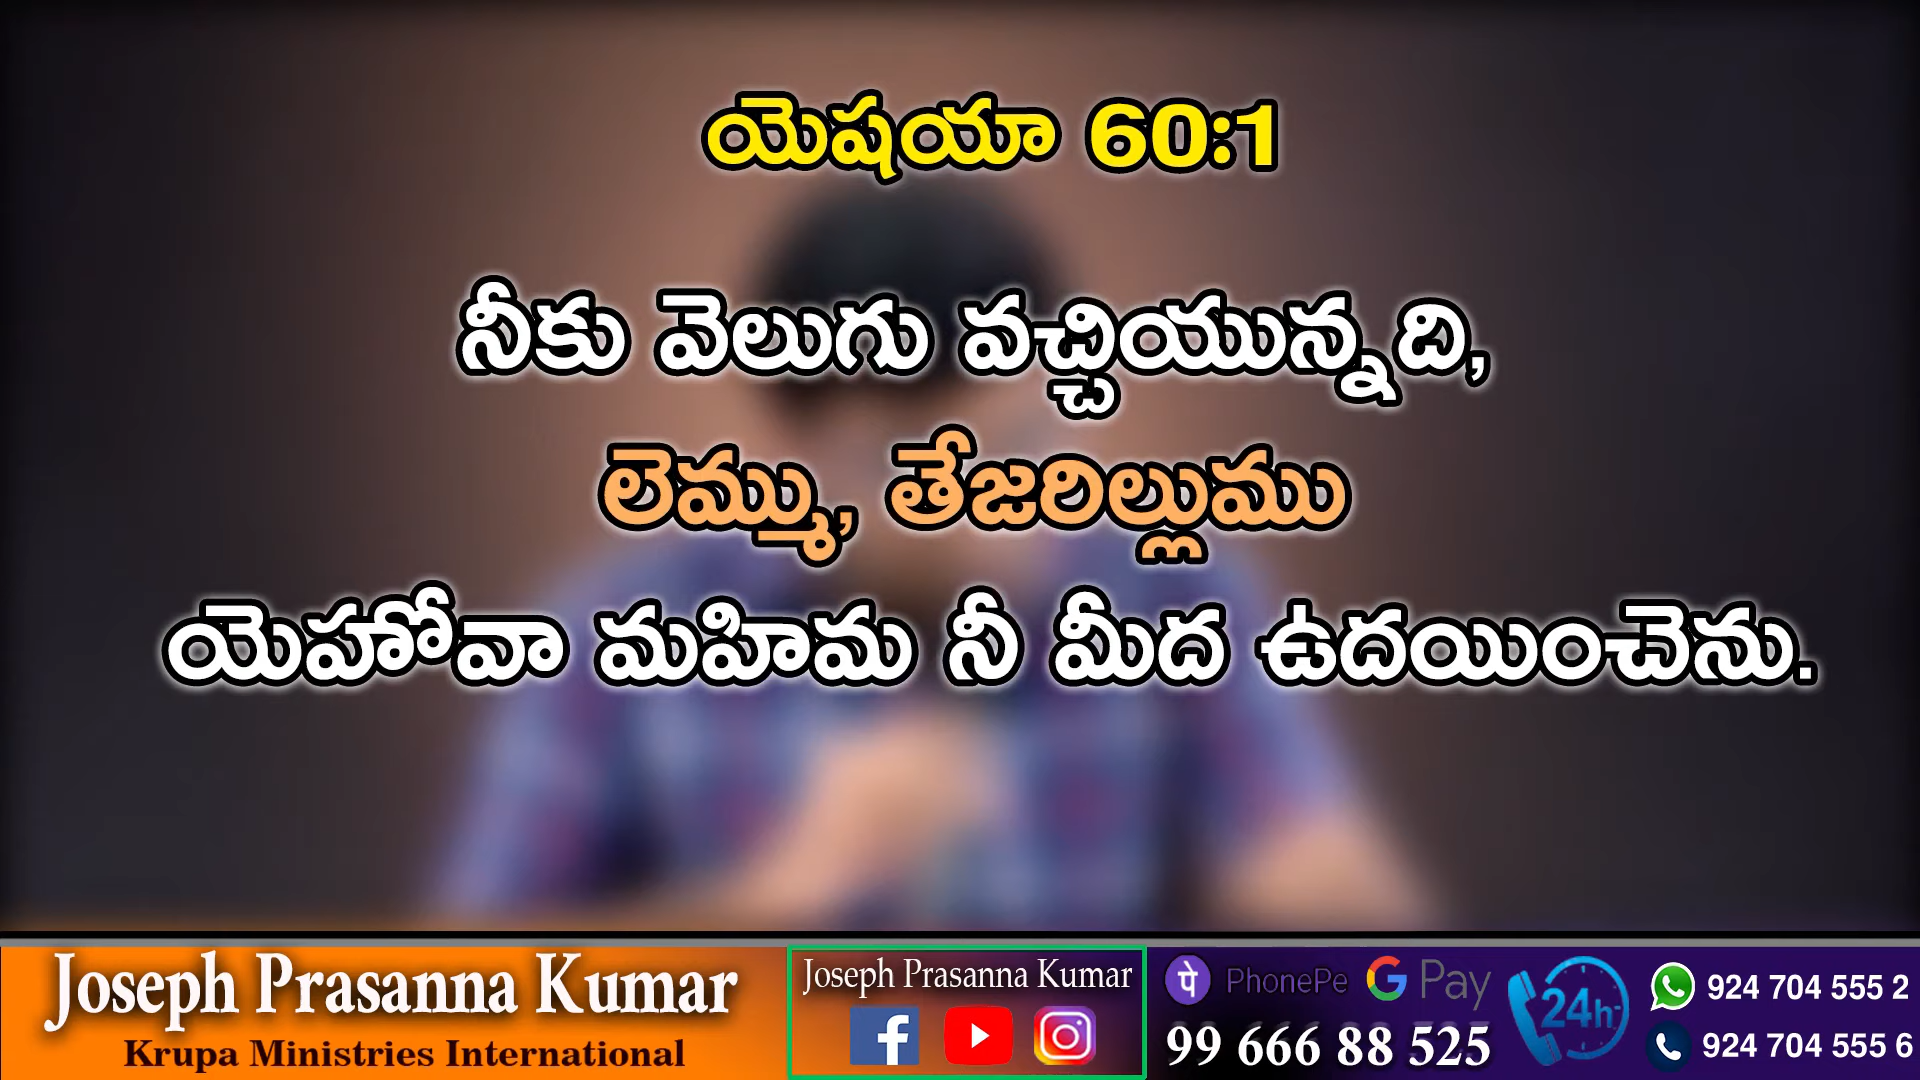 యెషయా 60:1
నీకు వెలుగు వచ్చియున్నది,
లెమ్ము, తేజరిల్లుము
యెహోవా మహిమ నీ మీద ఉదయించెను.
Joseph Prasanna Kumar
Krupa Ministries International
Joseph Prasanna Kumar
पे PhonePe G Pay
99 666 88 525
24h
924 704 555 2
924 704 555 6